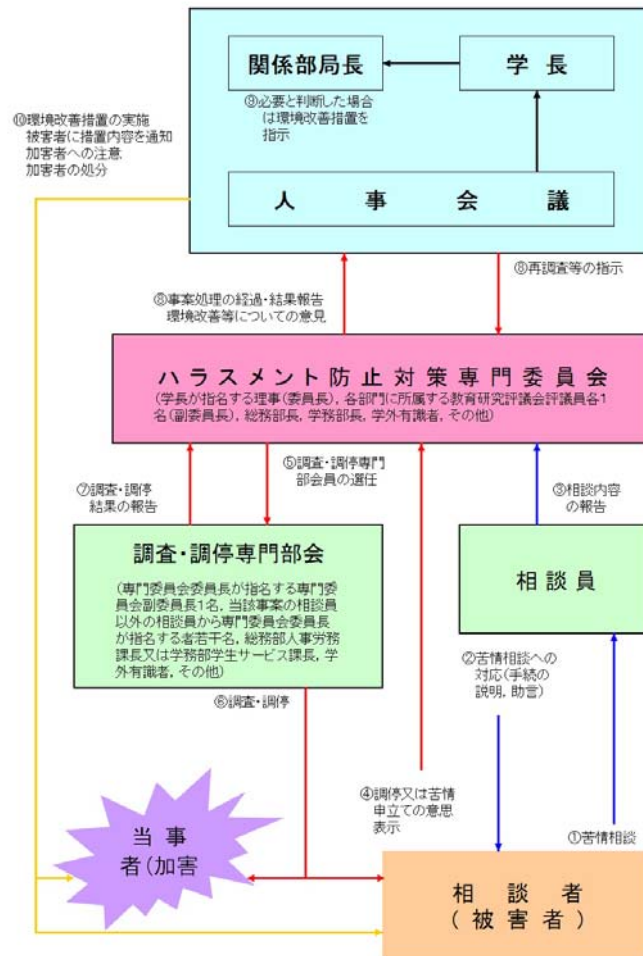 関係部局長
学 長
⑨必要と判断した場合
は環境改善措置を
指示
⑩環境改善措置の実施
被害者に措置内容を通知
加害者への注意
加害者の処分
人 事 会 議
⑧事案処理の経過・結果報告
環境改善等についての意見
⑧再調査等の指示
ハラスメント防止対策専門委員会
(学長が指名する理事(委員長), 各部門に所属する教育研究評議会評議員各1
名(副委員長), 総務部長, 学務部長, 学外有識者, その他)
⑦調査・調停
結果の報告
⑤調査・調停専門
部会員の選任
③相談内容
の報告
調査・調停専門部会
(専門委員会委員長が指名する専門委
員会副委員長1名, 当該事案の相談員
以外の相談員から専門委員会委員長
が指名する者若干名, 総務部人事労務
課長又は学務部学生サービス課長, 学
外有識者, その他)
相 談 員
②苦情相談への
対応(手続の
説明, 助言)
⑥調査・調停
④調停又は苦情
申立ての意思
表示
①苦情相談
当 事
者(加害
相 談 者
(被害者)